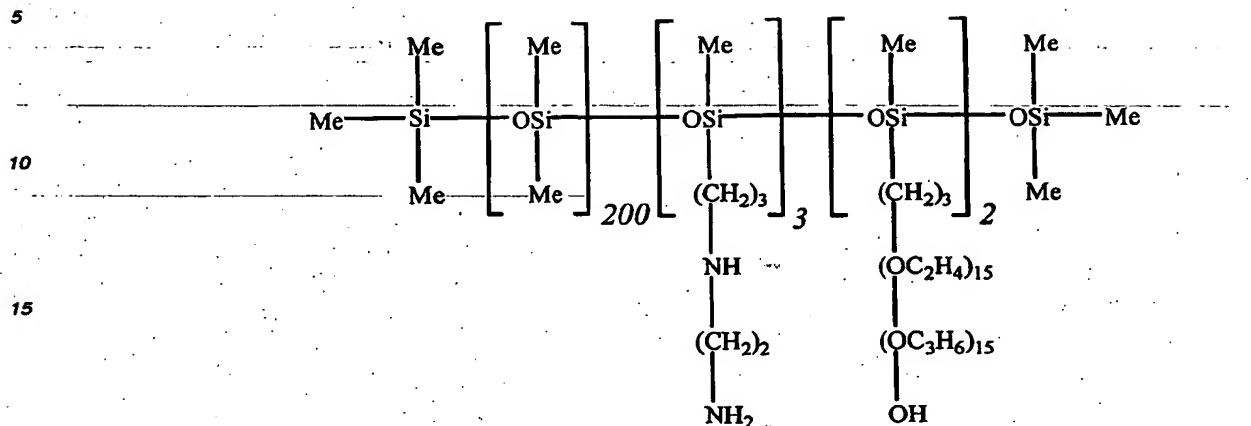 5
Me Me Me Me Me
Me Si OSi OSi OSi OSi Me
10
Me Me (CH2)3 (CH2)3 Me
200 3 2
NH (OC2H4)15
15
(CH2)2 (OC3H6)15
NH2 OH